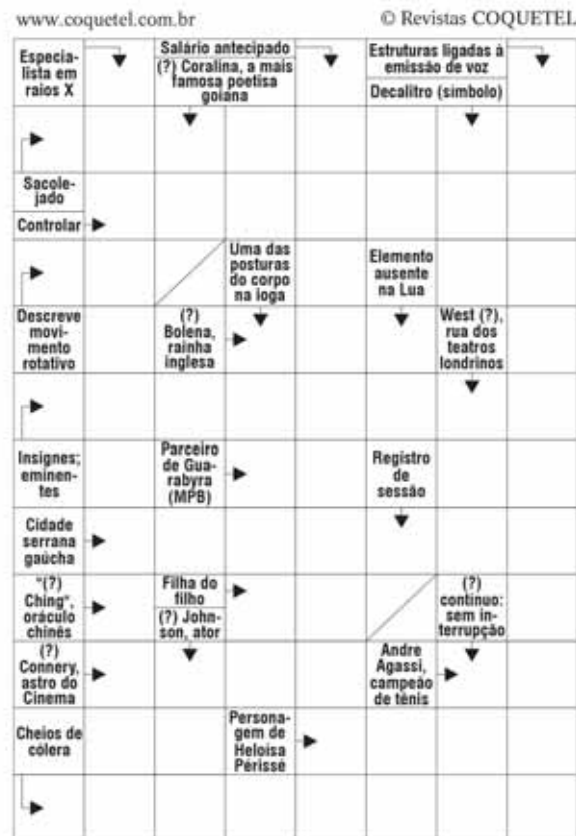 www.coquetel.com.br © Revistas COQUETEL
Especia-
lista em
raios X
Salário antecipado
(?) Coralina, a mais
famosa poetisa
goiana
Estruturas ligadas à
emissão de voz
Decalitro (símbolo)
Sacole-
jado
Controlar
Uma das
posturas
do corpo
na ioga
Elemento
ausente
na Lua
Descreve
movi-
mento
rotativo
(?)
Bolena,
rainha
inglesa
West (?),
rua dos
teatros
londrinos
Insignes;
eminen-
tes
Parceiro
de Gua-
rabyra
(MPB)
Registro
de
sessão
Cidade
serrana
gaúcha
"(?)
Ching",
oráculo
chinês
Filha do
filho
(?) John-
son, ator
(?)
contínuo:
sem in-
terrupção
(?)
Connery,
astro do
Cinema
Andre
Agassi,
campeão
de tênis
Cheios de
cólera
Persona-
gem de
Heloísa
Périssé